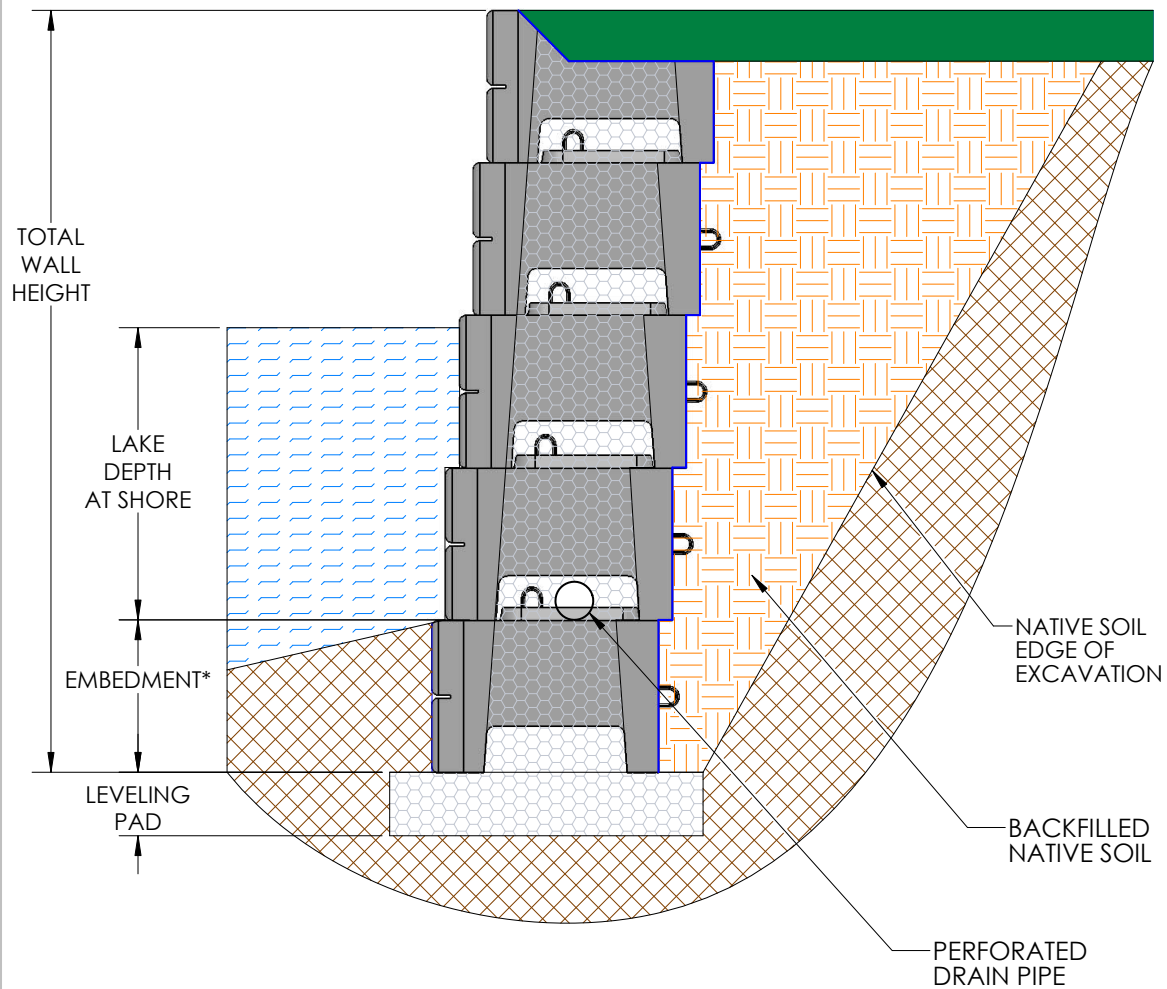 TOTAL
WALL
HEIGHT
LAKE
DEPTH
AT SHORE
EMBEDMENT*
LEVELING
PAD
NATIVE SOIL
EDGE OF
EXCAVATION
BACKFILLED
NATIVE SOIL
PERFORATED
DRAIN PIPE